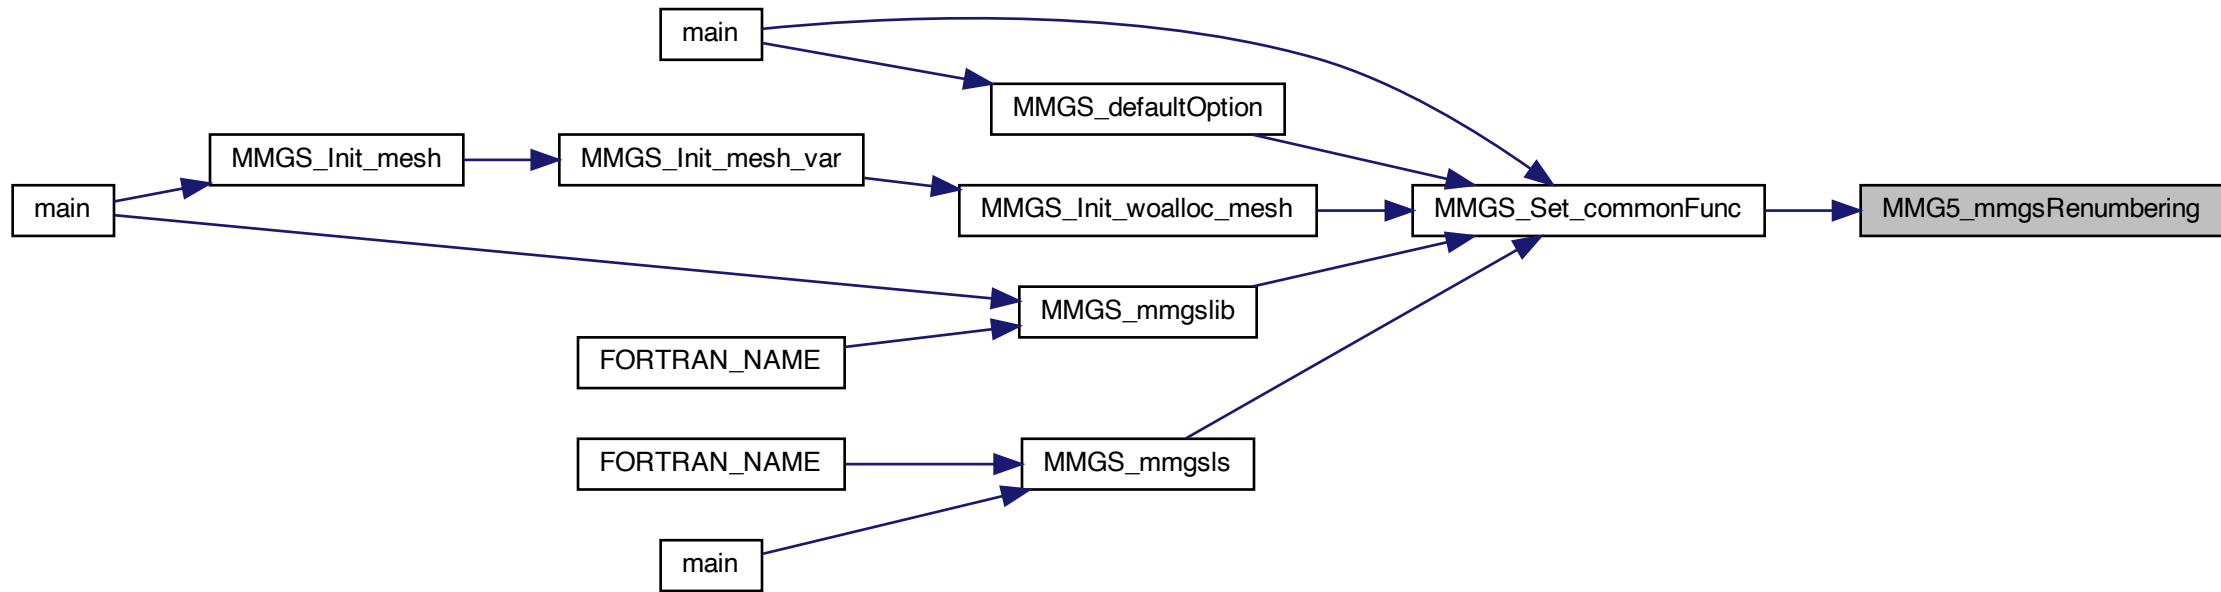 main
MMGS_defaultOption
MMGS_Init_mesh
MMGS_Init_mesh_var
main
MMGS_Init_woalloc_mesh
MMGS_Set_commonFunc
MMG5_mmgsRenumbering
MMGS_mmgslib
FORTRAN_NAME
FORTRAN_NAME
MMGS_mmgsls
main